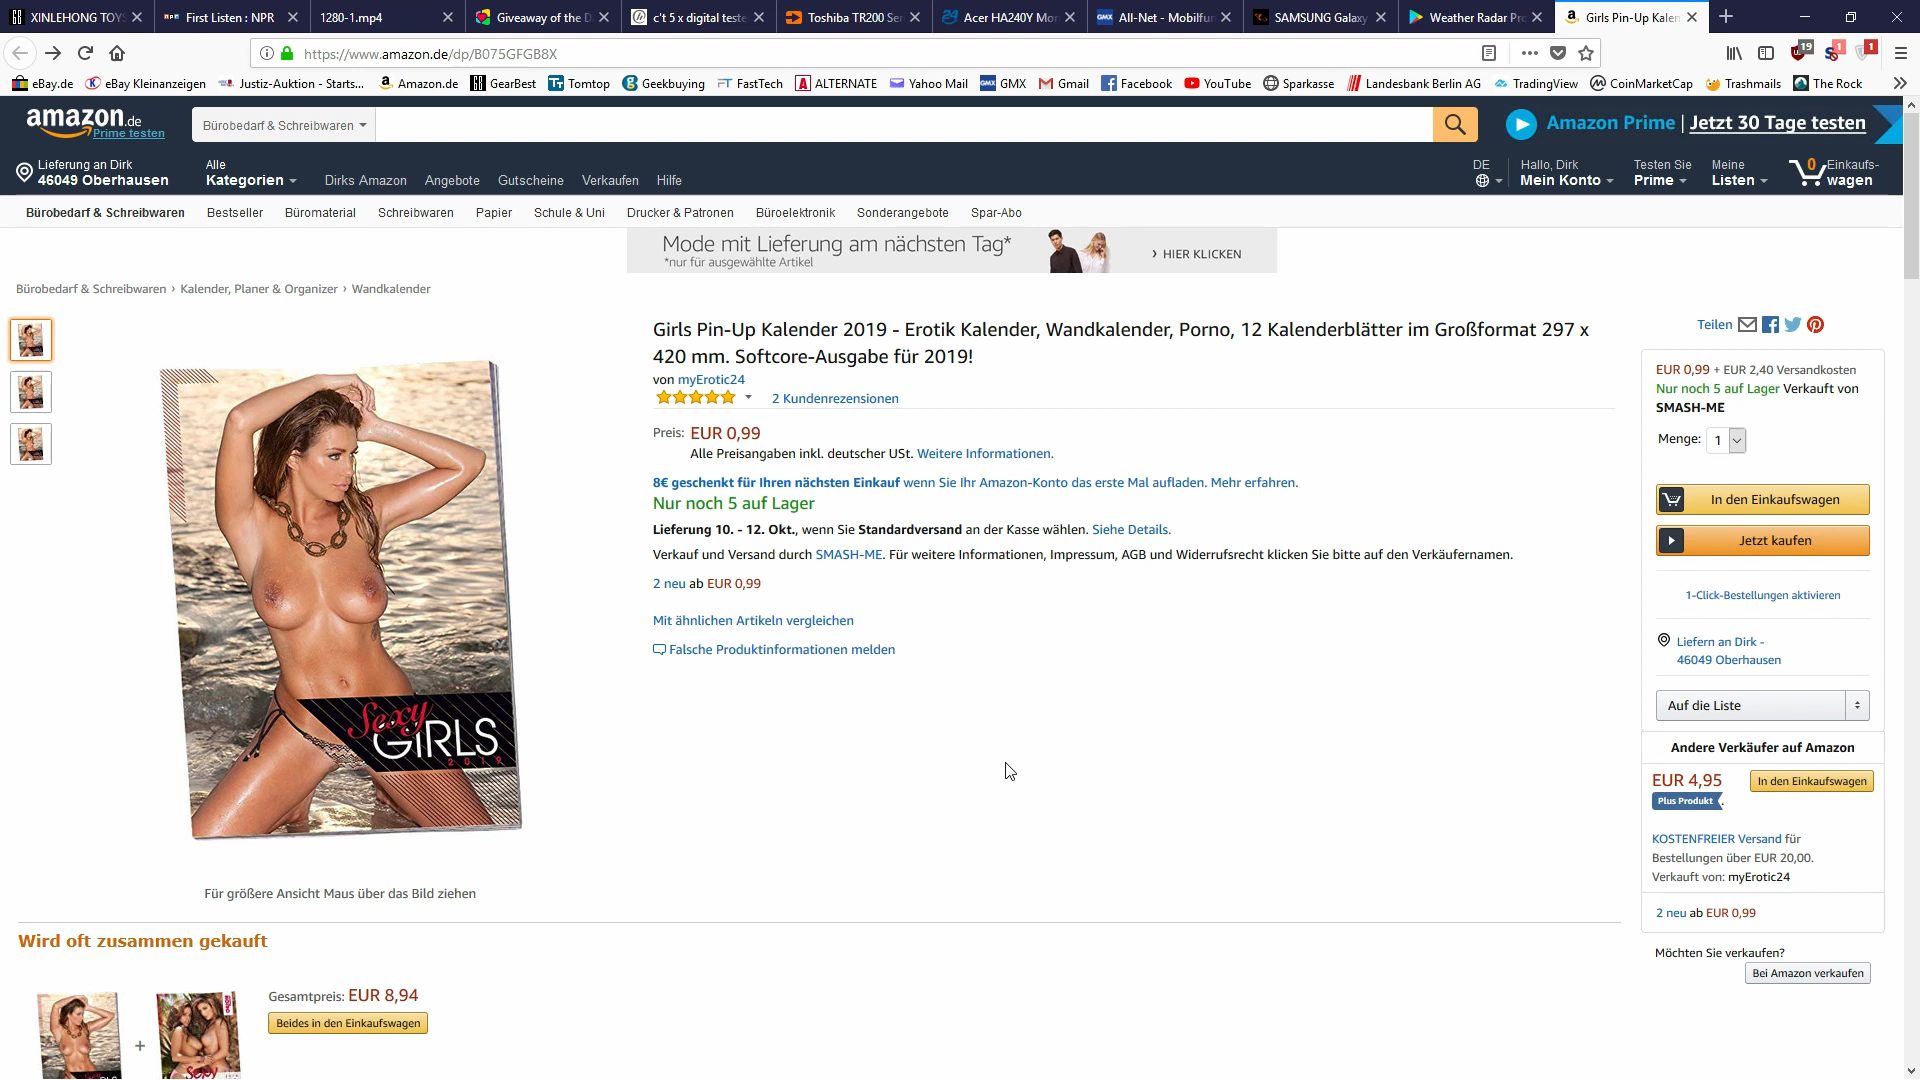 XINLEHONG TOYS
First Listen : NPR
1280-1.mp4
Giveaway of the D
c't 5 x digital teste
Toshiba TR200 Ser
Acer HA240Y Mon
All-Net - Mobilfun
SAMSUNG Galaxy
Weather Radar Pro
Girls Pin-Up Kalen
https://www.amazon.de/dp/B075GFGB8X
19
1
1
eBay.de
eBay Kleinanzeigen
Justiz-Auktion - Starts...
Amazon.de
GearBest
Tomtop
Geekbuying
FastTech
ALTERNATE
Yahoo Mail
GMX
Gmail
Facebook
YouTube
Sparkasse
Landesbank Berlin AG
TradingView
CoinMarketCap
Trashmails
The Rock
amazon.de
Prime testen
Bürobedarf & Schreibwaren
Amazon Prime | Jetzt 30 Tage testen
Lieferung an Dirk
46049 Oberhausen
Alle
Kategorien
Dirks Amazon
Angebote
Gutscheine
Verkaufen
Hilfe
DE
Hallo, Dirk
Mein Konto
Testen Sie
Prime
Meine
Listen
0
Einkaufs-
wagen
Bürobedarf & Schreibwaren
Bestseller
Büromaterial
Schreibwaren
Papier
Schule & Uni
Drucker & Patronen
Büroelektronik
Sonderangebote
Spar-Abo
Mode mit Lieferung am nächsten Tag*
*nur für ausgewählte Artikel
› HIER KLICKEN
Bürobedarf & Schreibwaren › Kalender, Planer & Organizer › Wandkalender
Girls Pin-Up Kalender 2019 - Erotik Kalender, Wandkalender, Porno, 12 Kalenderblätter im Großformat 297 x
420 mm. Softcore-Ausgabe für 2019!
von myErotic24
2 Kundenrezensionen
Preis: EUR 0,99
Alle Preisangaben inkl. deutscher USt. Weitere Informationen.
8€ geschenkt für Ihren nächsten Einkauf wenn Sie Ihr Amazon-Konto das erste Mal aufladen. Mehr erfahren.
Nur noch 5 auf Lager
Lieferung 10. - 12. Okt., wenn Sie Standardversand an der Kasse wählen. Siehe Details.
Verkauf und Versand durch SMASH-ME. Für weitere Informationen, Impressum, AGB und Widerrufsrecht klicken Sie bitte auf den Verkäufernamen.
2 neu ab EUR 0,99
Mit ähnlichen Artikeln vergleichen
Falsche Produktinformationen melden
Sexy
GIRLS
2019
Für größere Ansicht Maus über das Bild ziehen
Teilen
EUR 0,99 + EUR 2,40 Versandkosten
Nur noch 5 auf Lager Verkauft von
SMASH-ME
Menge: 1
In den Einkaufswagen
Jetzt kaufen
1-Click-Bestellungen aktivieren
Liefern an Dirk -
46049 Oberhausen
Auf die Liste
Andere Verkäufer auf Amazon
EUR 4,95
In den Einkaufswagen
Plus Produkt
KOSTENFREIER Versand für
Bestellungen über EUR 20,00.
Verkauft von: myErotic24
2 neu ab EUR 0,99
Möchten Sie verkaufen?
Bei Amazon verkaufen
Wird oft zusammen gekauft
+
Sexy
Gesamtpreis: EUR 8,94
Beides in den Einkaufswagen